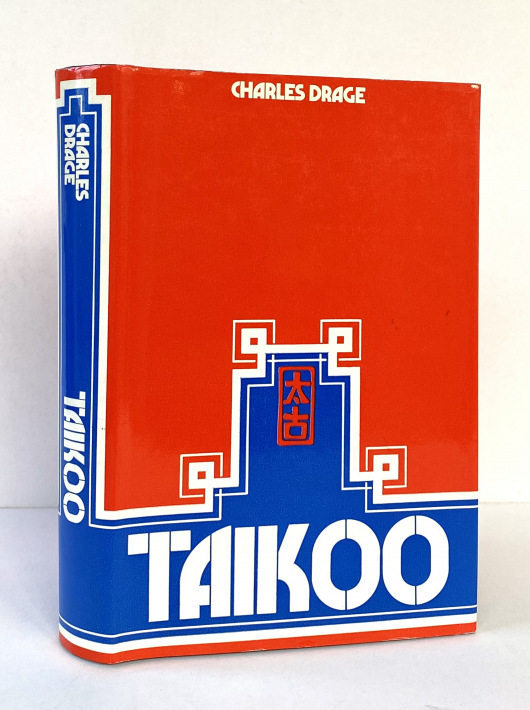 CHARLES DRAGE
太古
TAIKOO
CHARLES
DRAGE
TAIKOO